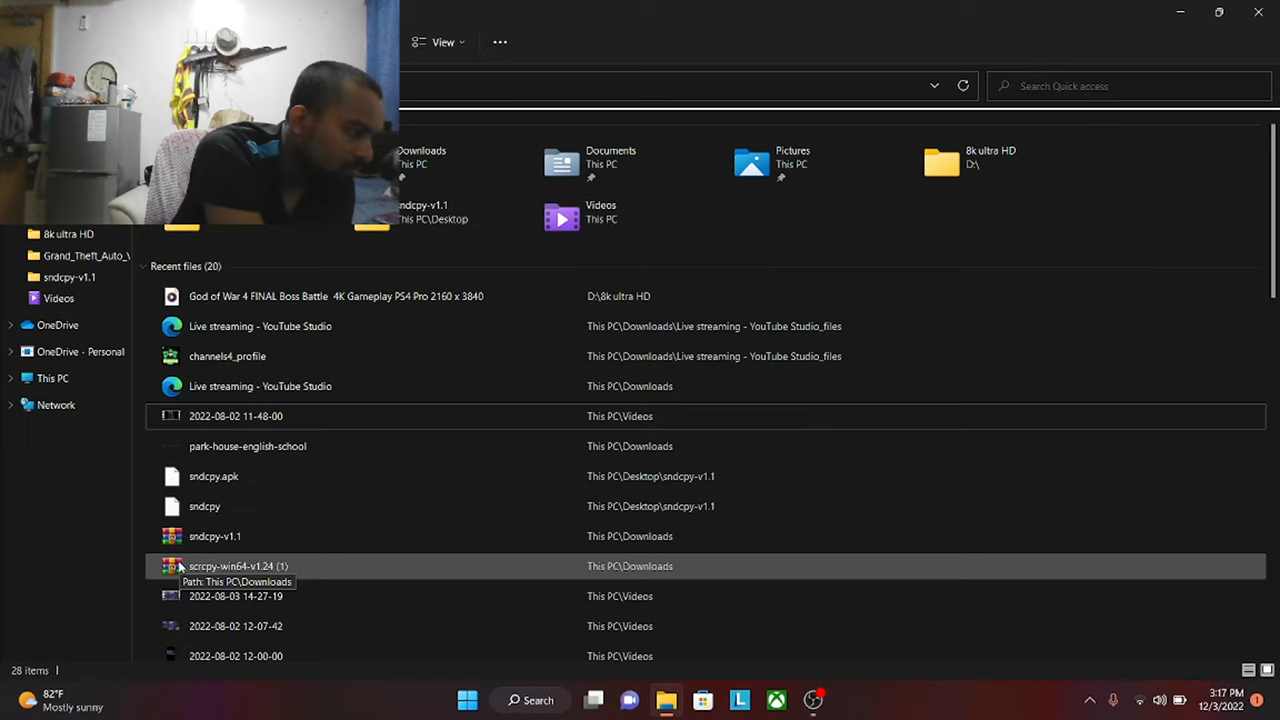 View
Search Quick access
Downloads
This PC
Documents
This PC
Pictures
This PC
8k ultra HD
D:\
sndcpy-v1.1
This PC\Desktop
Videos
This PC
8k ultra HD
Grand_Theft_Auto_V
sndcpy-v1.1
Videos
OneDrive
OneDrive - Personal
This PC
Network
Recent files (20)
God of War 4 FINAL Boss Battle 4K Gameplay PS4 Pro 2160 x 3840 D:\8k ultra HD
Live streaming - YouTube Studio This PC\Downloads\Live streaming - YouTube Studio_files
channels4_profile This PC\Downloads\Live streaming - YouTube Studio_files
Live streaming - YouTube Studio This PC\Downloads
2022-08-02 11-48-00 This PC\Videos
park-house-english-school This PC\Downloads
sndcpy.apk This PC\Desktop\sndcpy-v1.1
sndcpy This PC\Desktop\sndcpy-v1.1
sndcpy-v1.1 This PC\Downloads
scrcpy-win64-v1.24 (1) This PC\Downloads
Path: This PC\Downloads
2022-08-03 14-27-19 This PC\Videos
2022-08-02 12-07-42 This PC\Videos
2022-08-02 12-00-00 This PC\Videos
28 items
82°F
Mostly sunny
Search
3:17 PM
12/3/2022
1